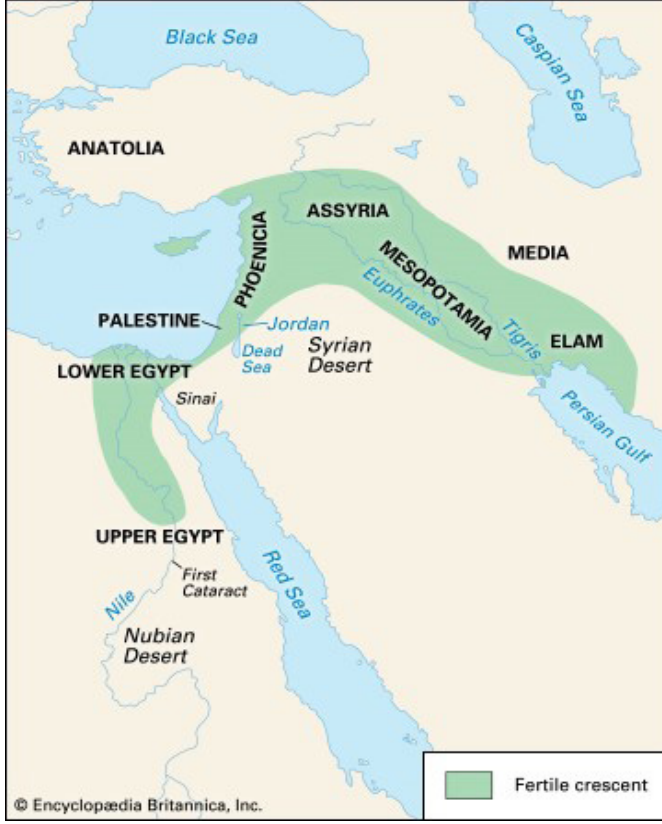 Black Sea
Caspian Sea
ANATOLIA
ASSYRIA
PHOENICIA
MESOPOTAMIA
MEDIA
Euphrates
Tigris
PALESTINE
Jordan
Dead
Sea
Syrian
Desert
ELAM
LOWER EGYPT
Sinai
Persian Gulf
UPPER EGYPT
First
Cataract
Red Sea
Nile
Nubian
Desert
Fertile crescent
© Encyclopædia Britannica, Inc.